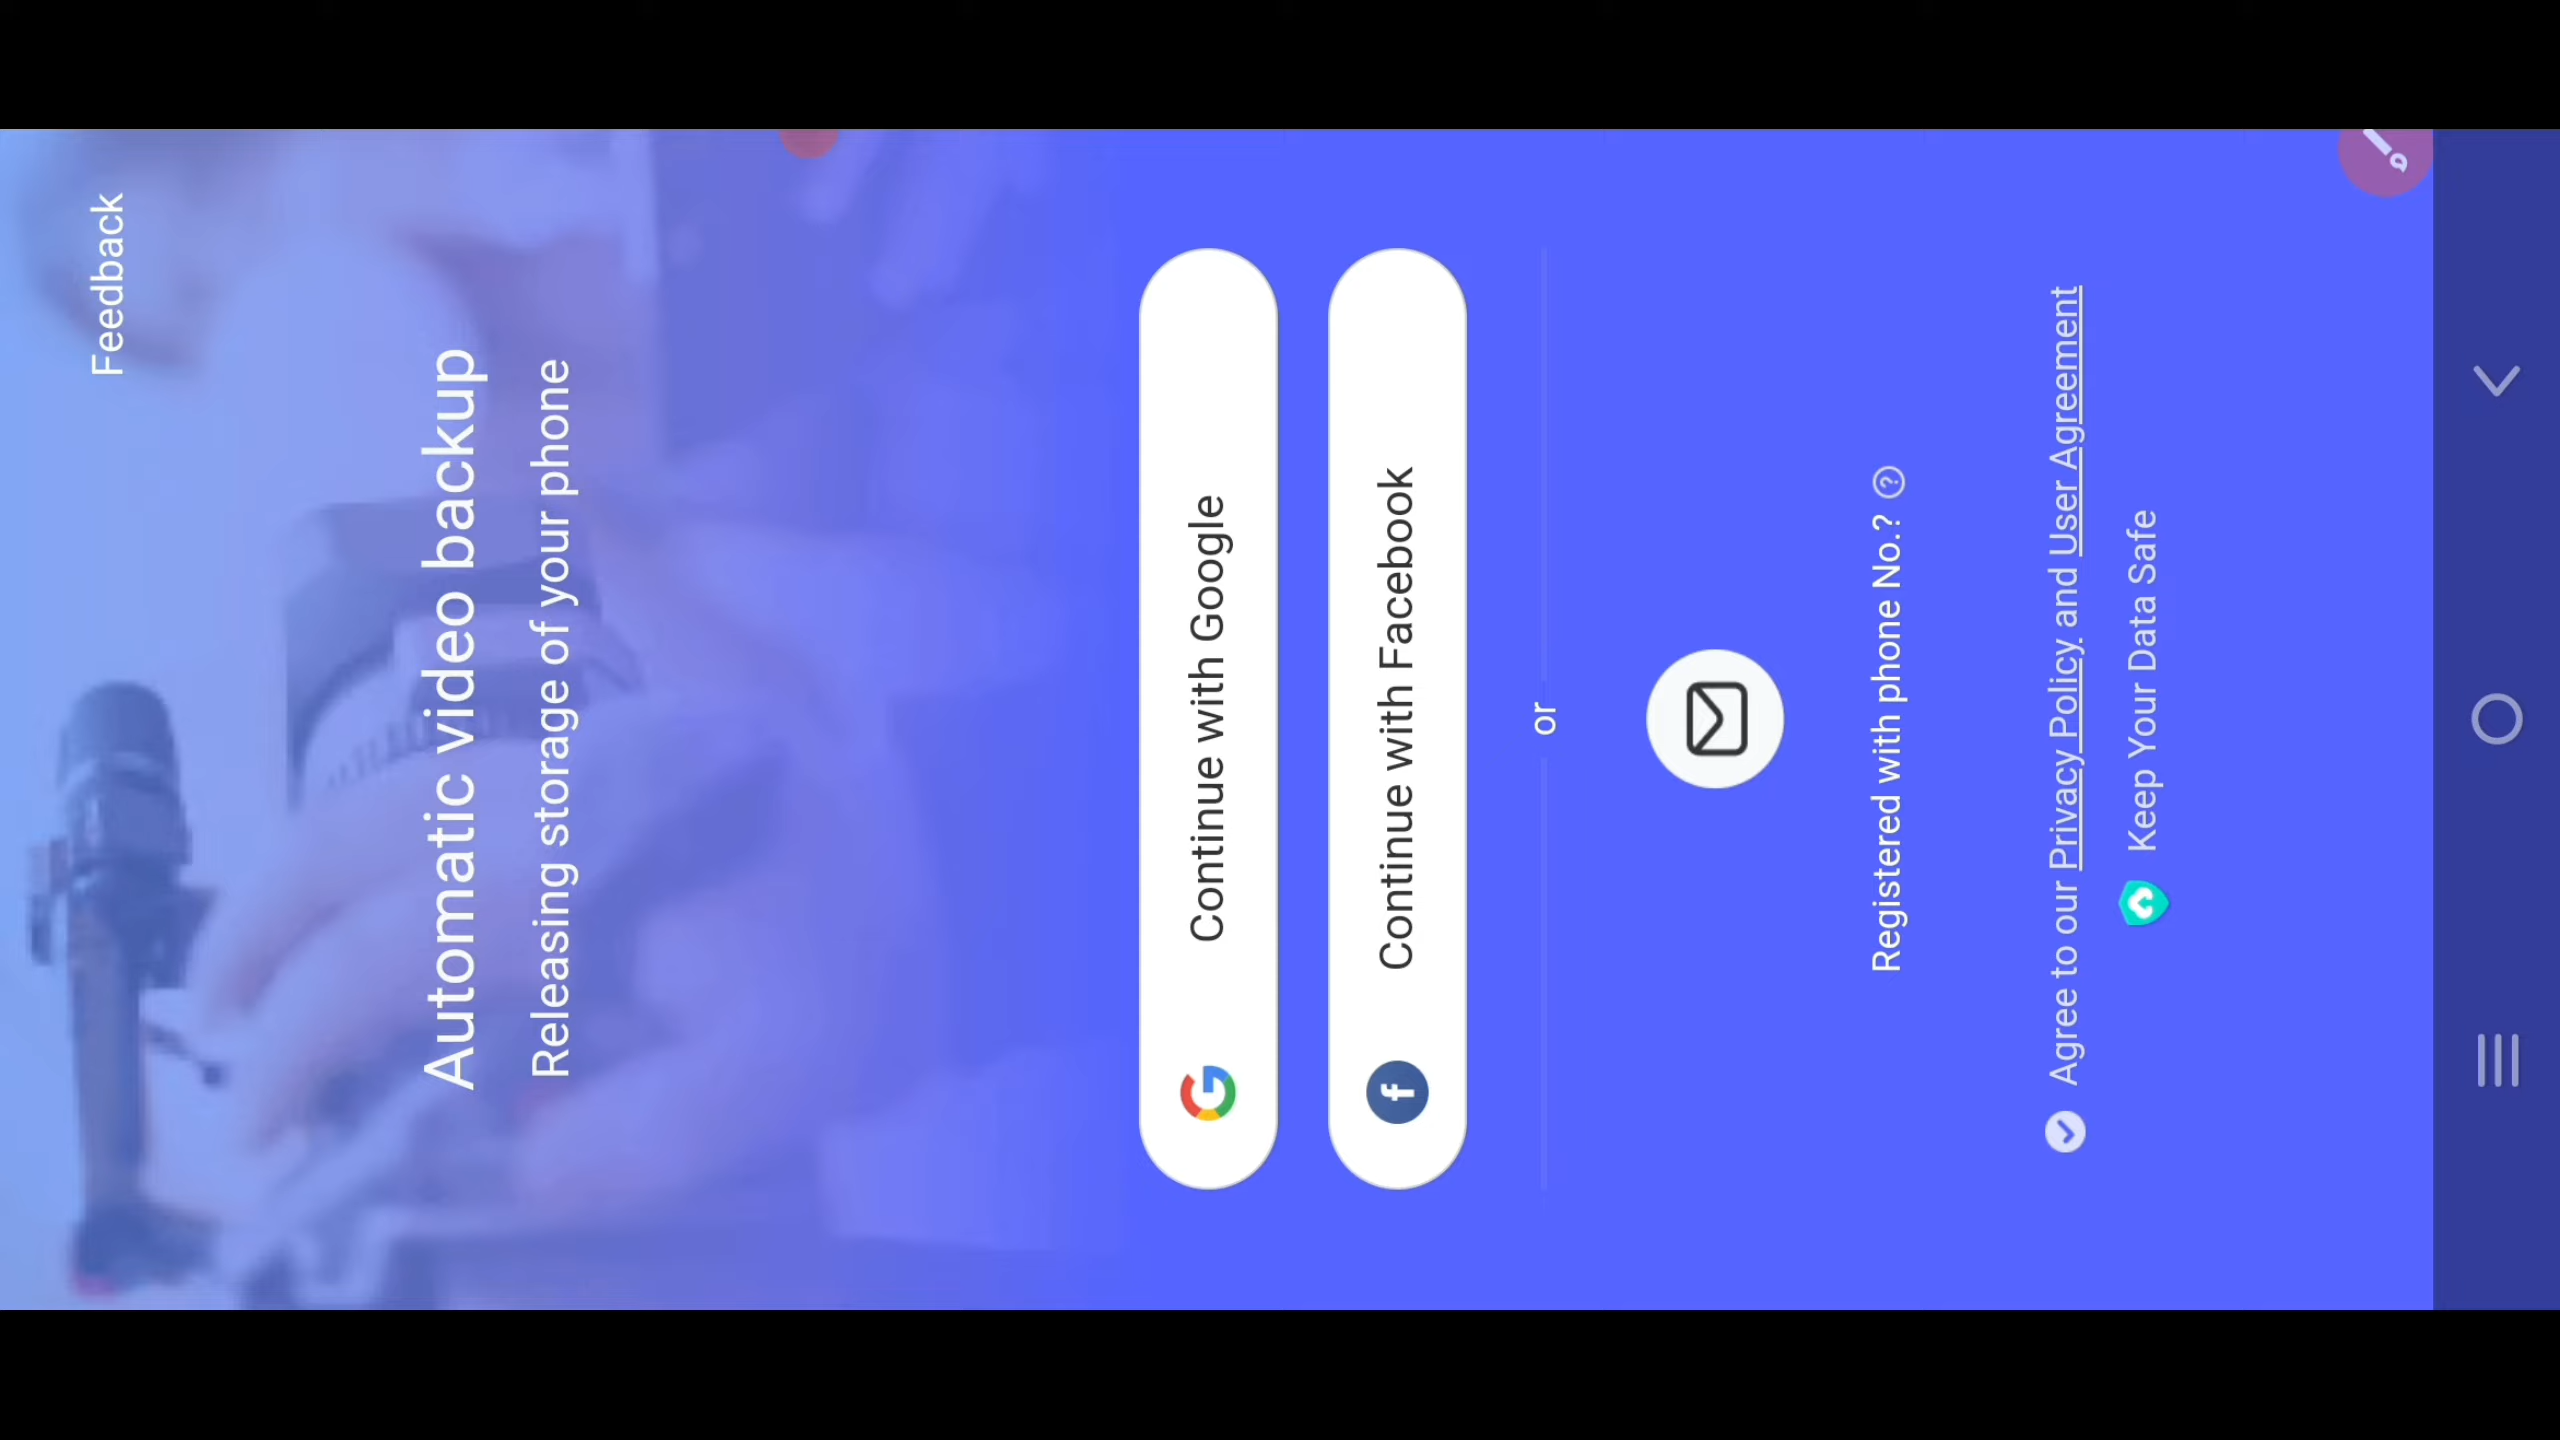 Feedback
Automatic video backup
Releasing storage of your phone
Continue with Google
Continue with Facebook
or
Registered with phone No.?
Agree to our Privacy Policy and User Agreement
Keep Your Data Safe